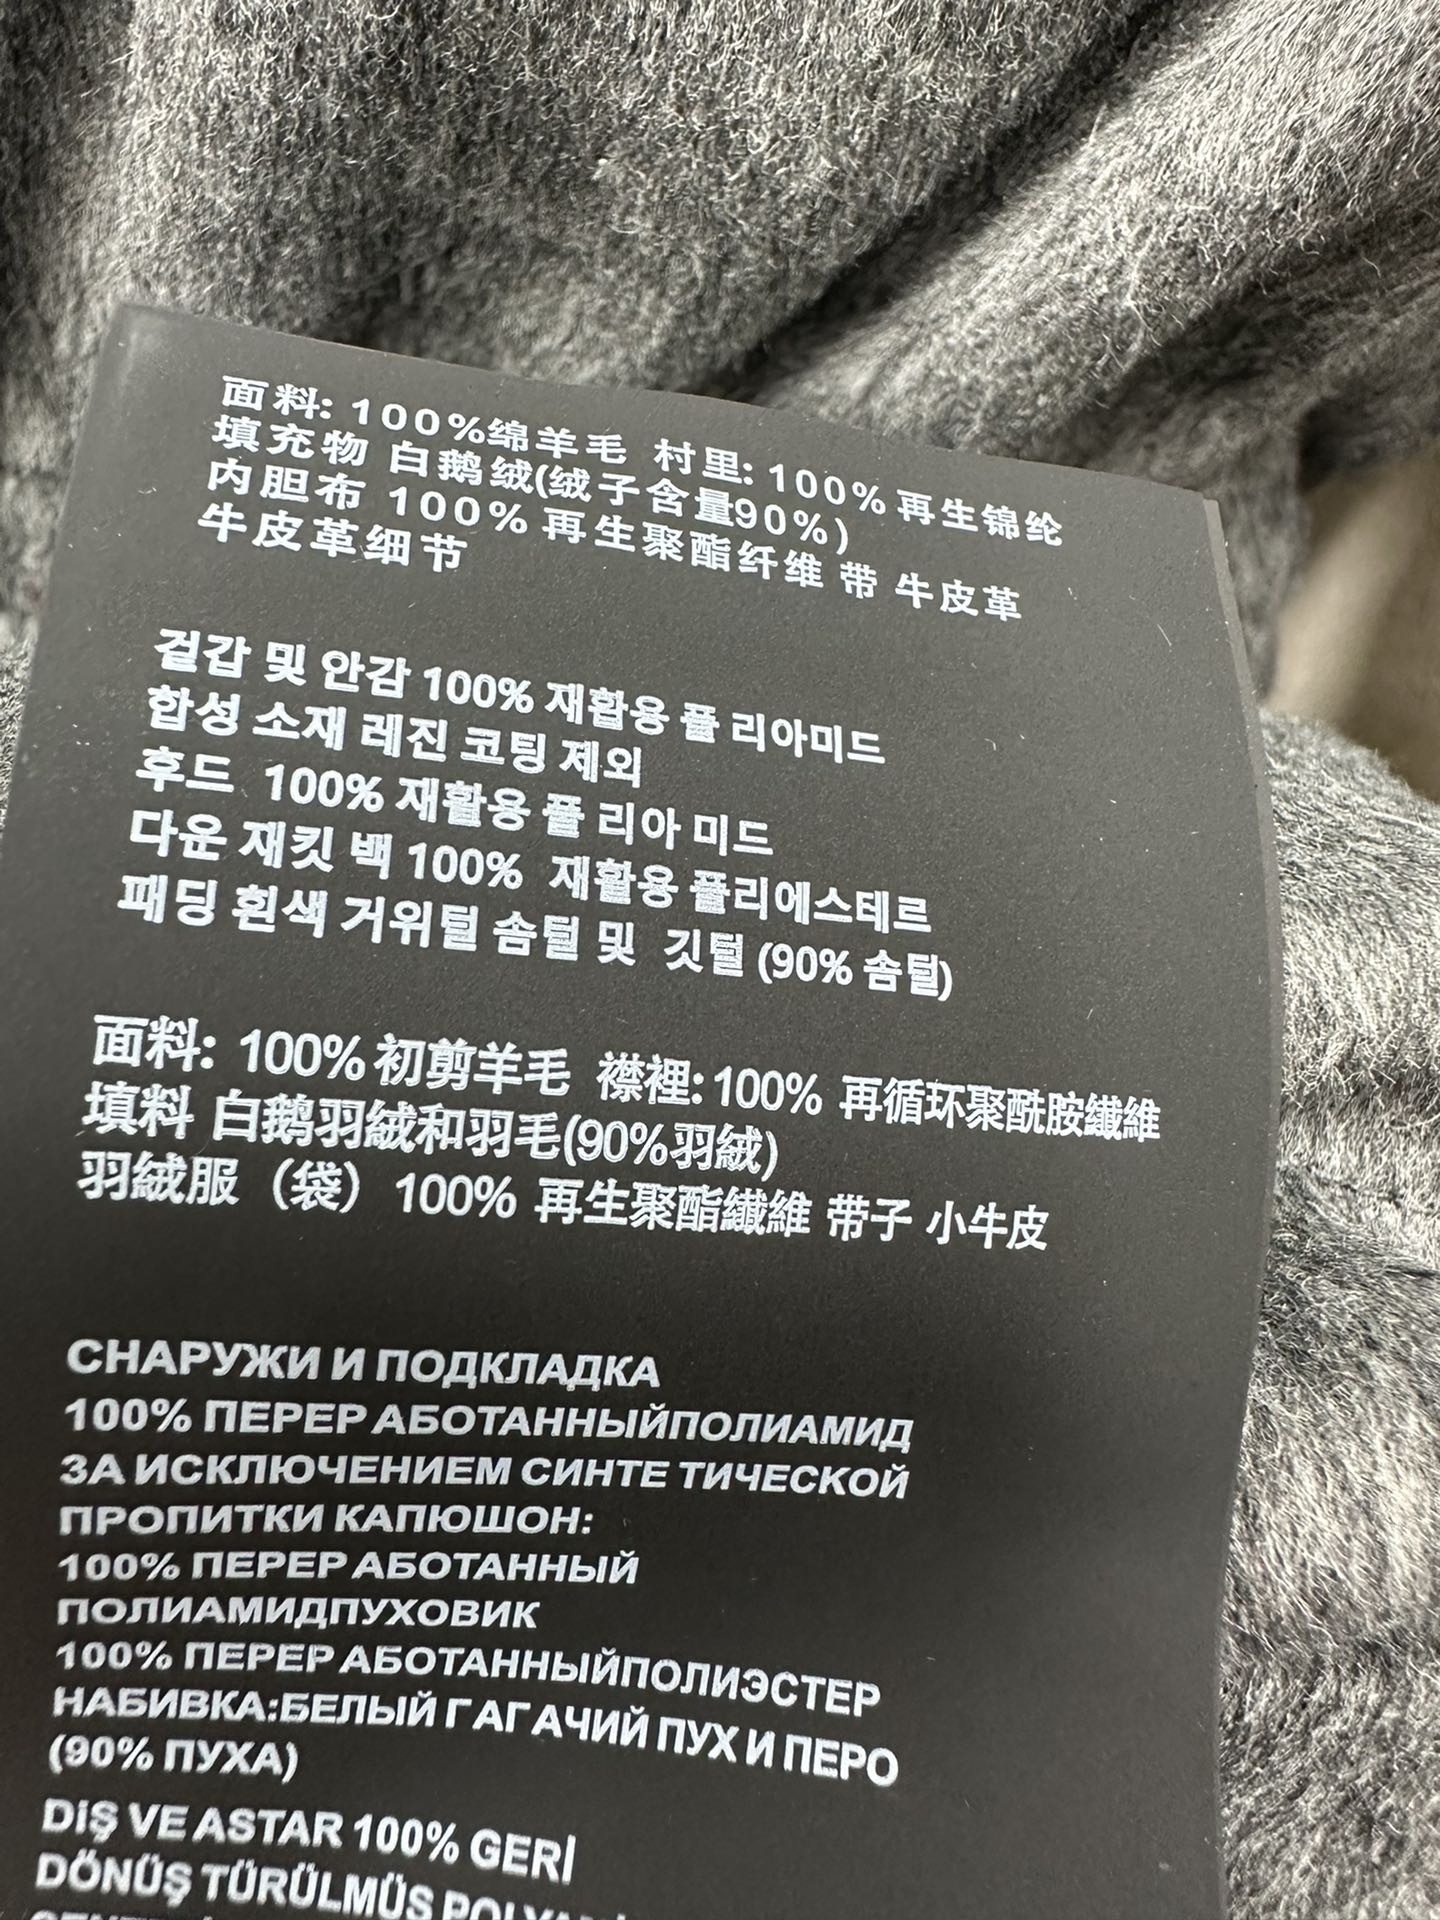 面料: 100%绵羊毛 村里: 100% 再生锦纶
填充物 白鹅绒(绒子含量90%)
内胆布 100% 再生聚酯纤维 带 牛皮革
牛皮革细节
걸감 및 안감 100% 재활용 폴 리아미드
합성 소재 레진 코팅 제외
후드 100% 재활용 폴 리아 미드
다운 재킷 백 100% 재활용 폴리에스테르
패딩 흰색 거위털 솜털 및 깃털 (90% 솜털)
面料: 100% 初剪羊毛 襟裡: 100% 再循环聚酰胺纖維
填料 白鹅羽絨和羽毛(90%羽絨)
羽絨服（袋）100% 再生聚酯纖維 带子 小牛皮
СНАРУЖИ И ПОДКЛАДКА
100% ПЕРЕР АБОТАННЫЙПОЛИАМИД
ЗА ИСКЛЮЧЕНИЕМ СИНТЕ ТИЧЕСКОЙ
ПРОПИТКИ КАПЮШОН:
100% ПЕРЕР АБОТАННЫЙ
ПОЛИАМИДПУХОВИК
100% ПЕРЕР АБОТАННЫЙПОЛИЭСТЕР
НАБИВКА:БЕЛЫЙ Г АГ АЧИЙ ПУХ И ПЕРО
(90% ПУХА)
DiŞ VE ASTAR 100% GERİ
DÖNÜŞ TÜRÜLMÜŞ